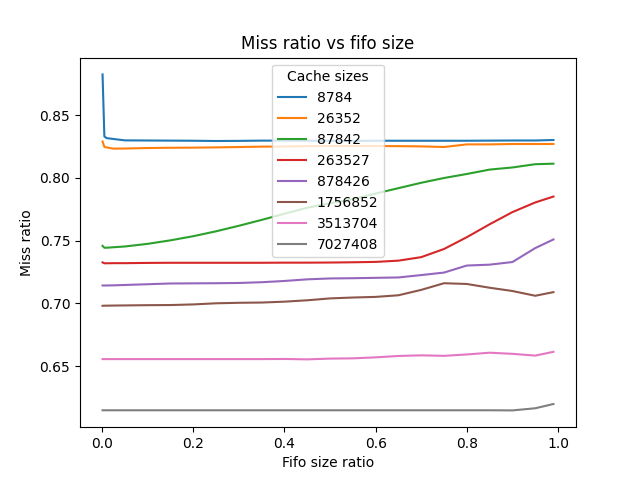 Miss ratio vs fifo size
Cache sizes
8784
26352
87842
263527
878426
1756852
3513704
7027408
Miss ratio
0.85
0.80
0.75
0.70
0.65
0.0 0.2 0.4 0.6 0.8 1.0
Fifo size ratio